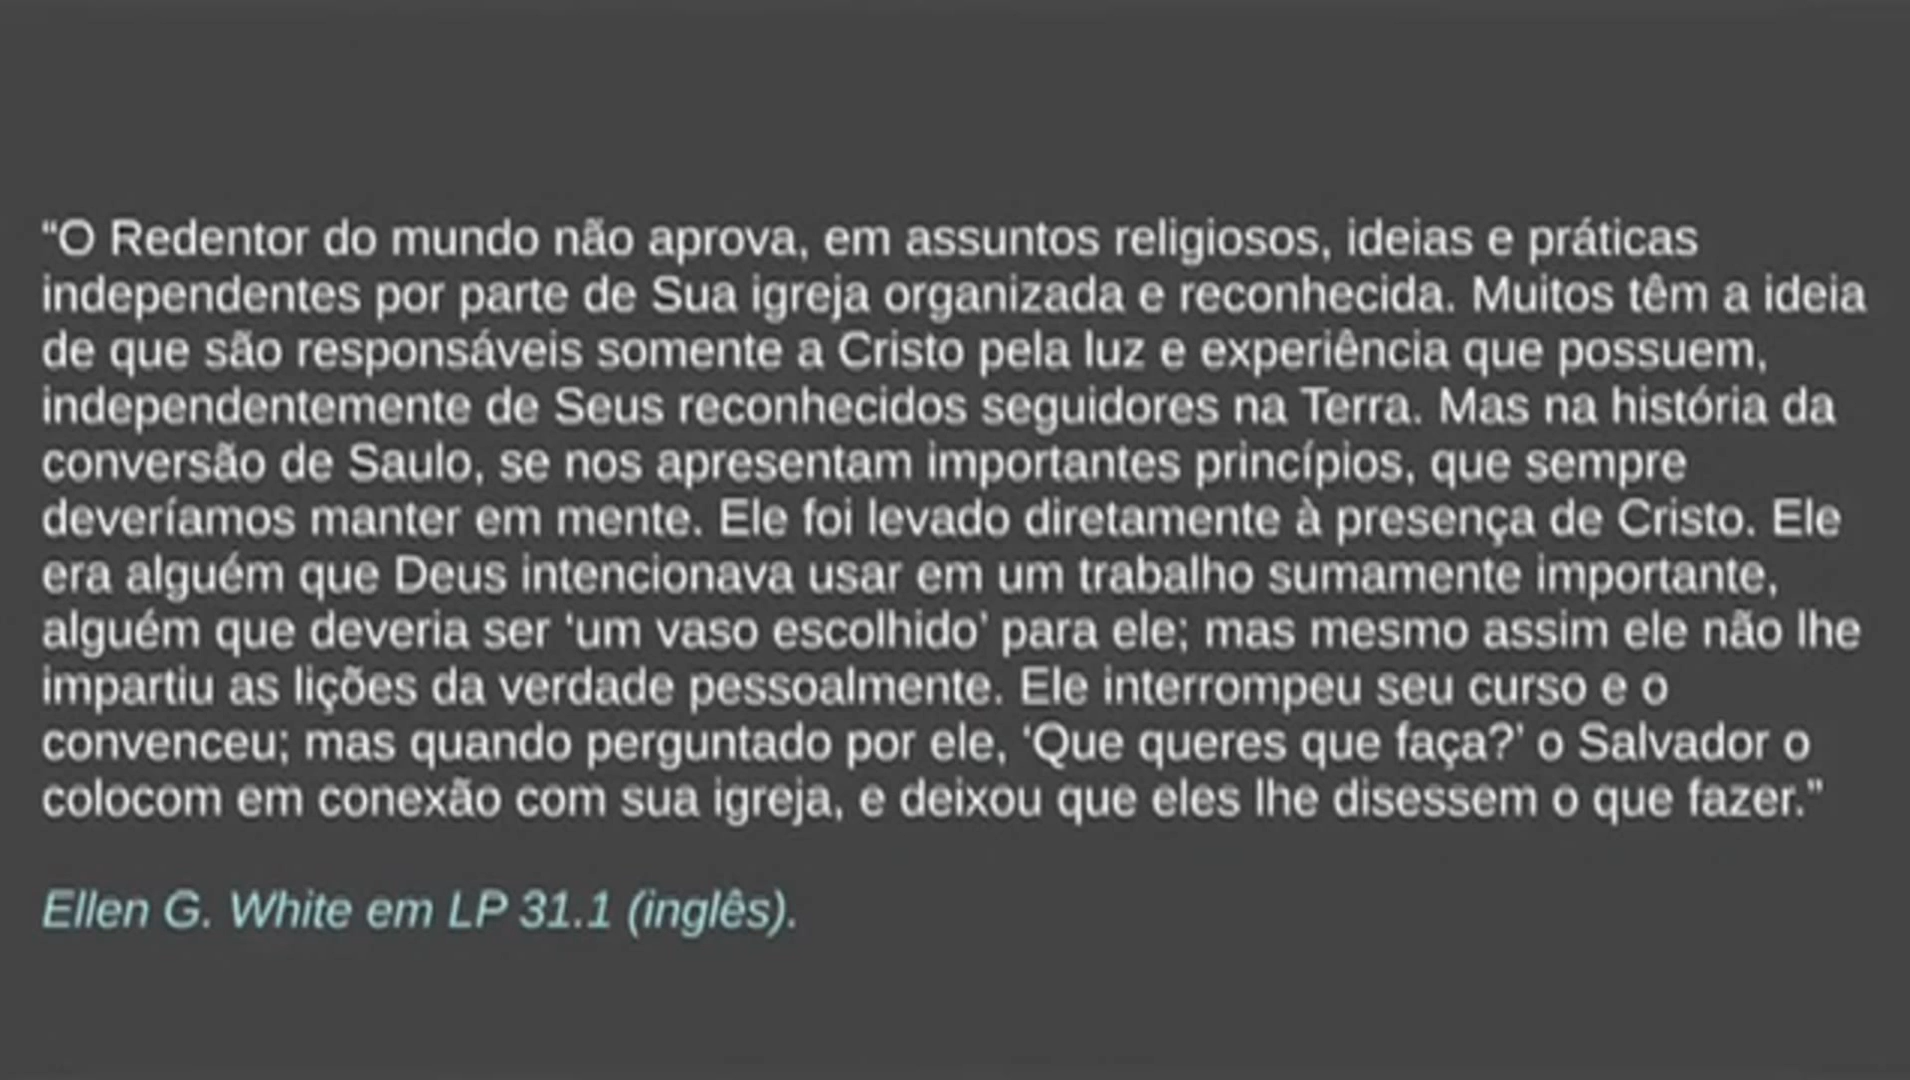 “O Redentor do mundo não aprova, em assuntos religiosos, ideias e práticas
independentes por parte de Sua igreja organizada e reconhecida. Muitos têm a ideia
de que são responsáveis somente a Cristo pela luz e experiência que possuem,
independentemente de Seus reconhecidos seguidores na Terra. Mas na história da
conversão de Saulo, se nos apresentam importantes princípios, que sempre
deveríamos manter em mente. Ele foi levado diretamente à presença de Cristo. Ele
era alguém que Deus intencionava usar em um trabalho sumamente importante,
alguém que deveria ser ‘um vaso escolhido’ para ele; mas mesmo assim ele não lhe
impartiu as lições da verdade pessoalmente. Ele interrompeu seu curso e o
convenceu; mas quando perguntado por ele, ‘Que queres que faça?’ o Salvador o
colocom em conexão com sua igreja, e deixou que eles lhe disessem o que fazer.”
Ellen G. White em LP 31.1 (inglês).